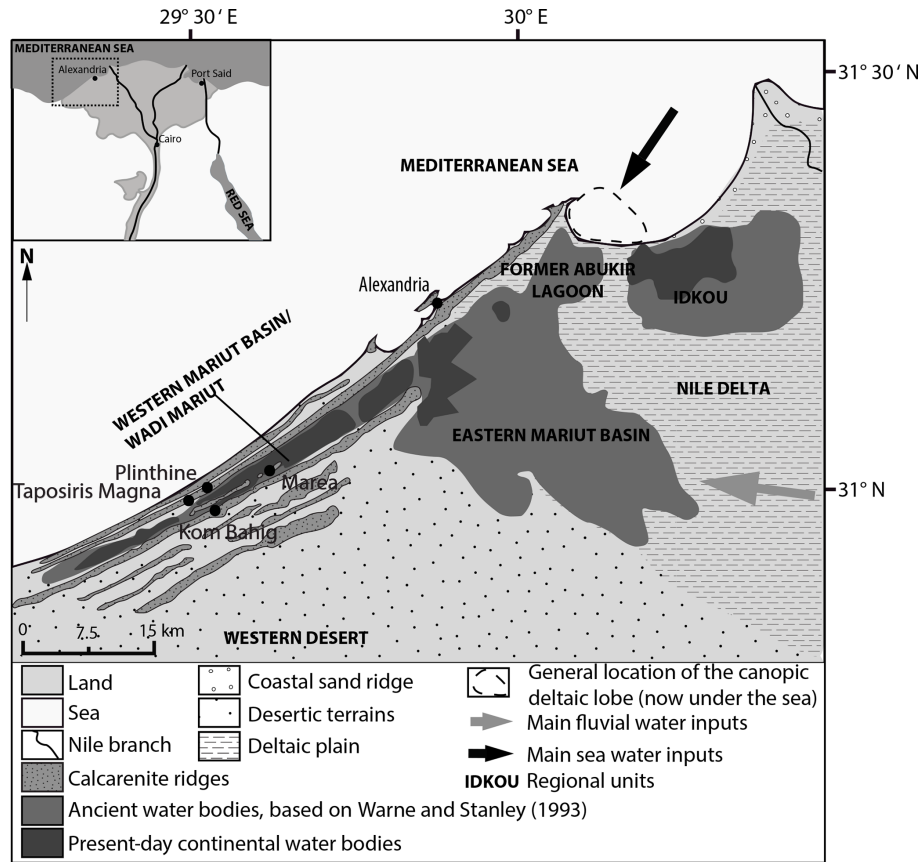 29° 30 ‘ E
30° E
31° 30 ‘ N
31° N
MEDITERRANEAN SEA
Alexandria
Port Said
Cairo
RED SEA
N
MEDITERRANEAN SEA
Alexandria
FORMER ABUKIR
LAGOON
IDKOU
WESTERN MARIUT BASIN/
WADI MARIUT
NILE DELTA
EASTERN MARIUT BASIN
Plinthine
Taposiris Magna
Marea
Kom Bahig
0 7.5 15 km
WESTERN DESERT
Land
Sea
Nile branch
Calcarenite ridges
Ancient water bodies, based on Warne and Stanley (1993)
Present-day continental water bodies
Coastal sand ridge
Desertic terrains
Deltaic plain
General location of the canopic
deltaic lobe (now under the sea)
Main fluvial water inputs
Main sea water inputs
IDKOU Regional units